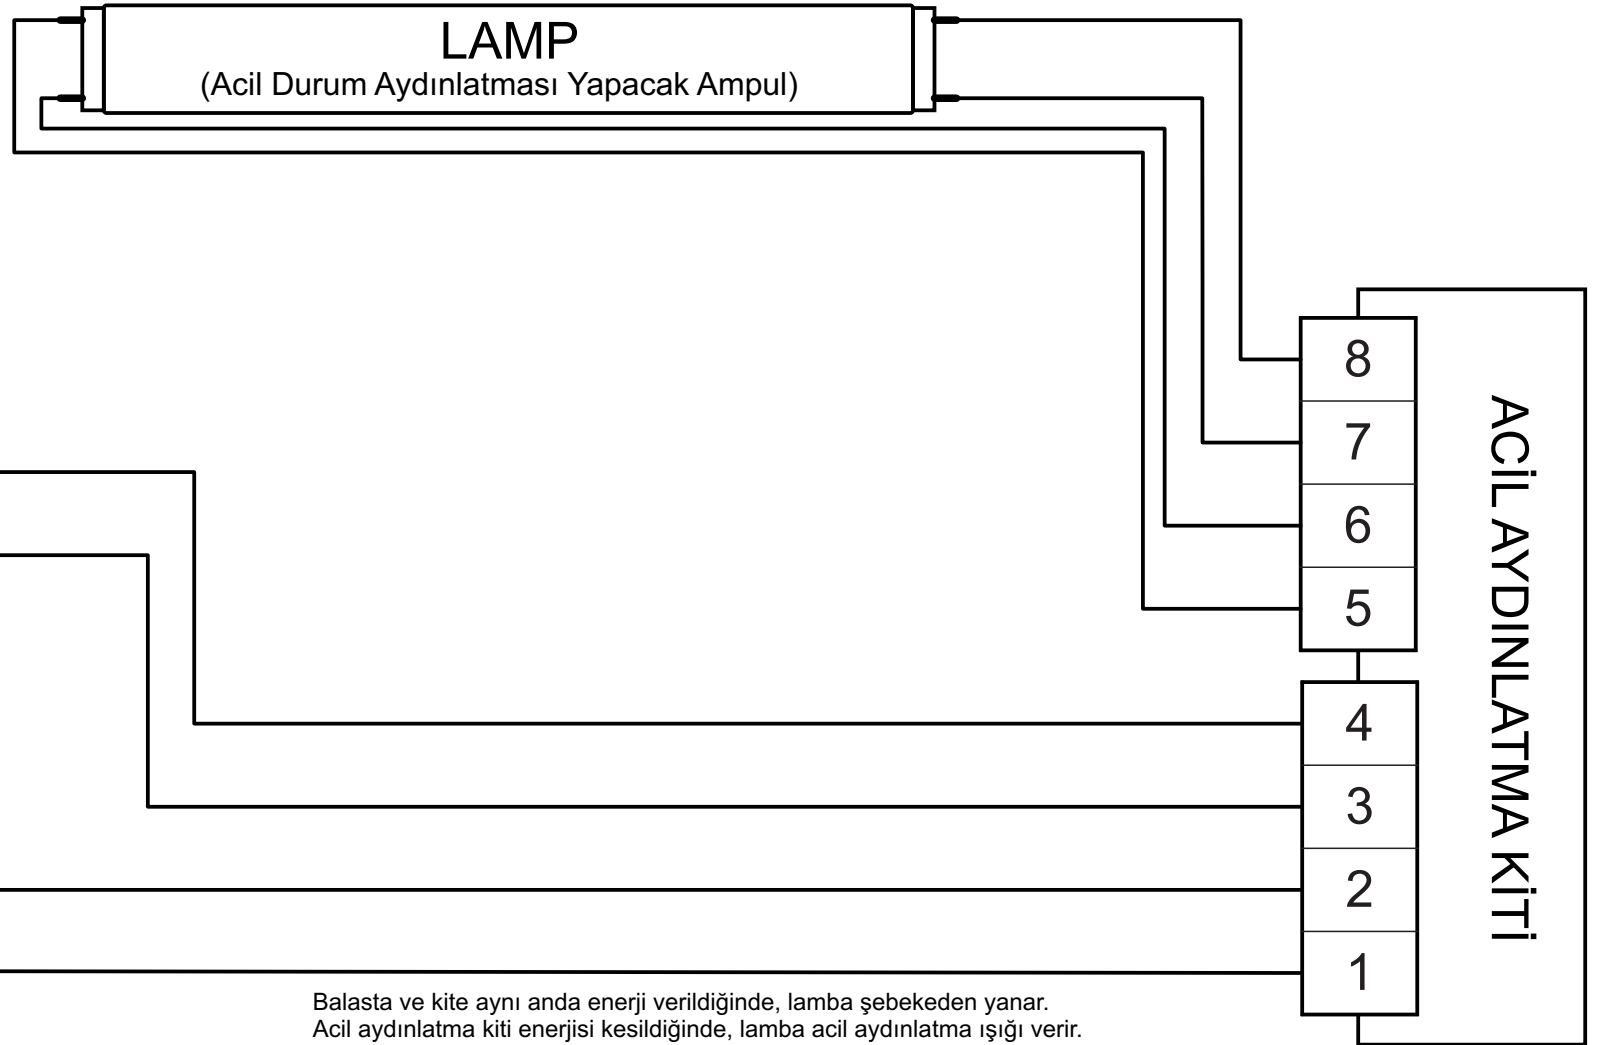 LAMP
(Acil Durum Aydınlatması Yapacak Ampul)
8
7
6
5
4
3
2
1
ACİL AYDINLATMA KİTİ
Balasta ve kite aynı anda enerji verildiğinde, lamba şebekeden yanar.
Acil aydınlatma kiti enerjisi kesildiğinde, lamba acil aydınlatma ışığı verir.